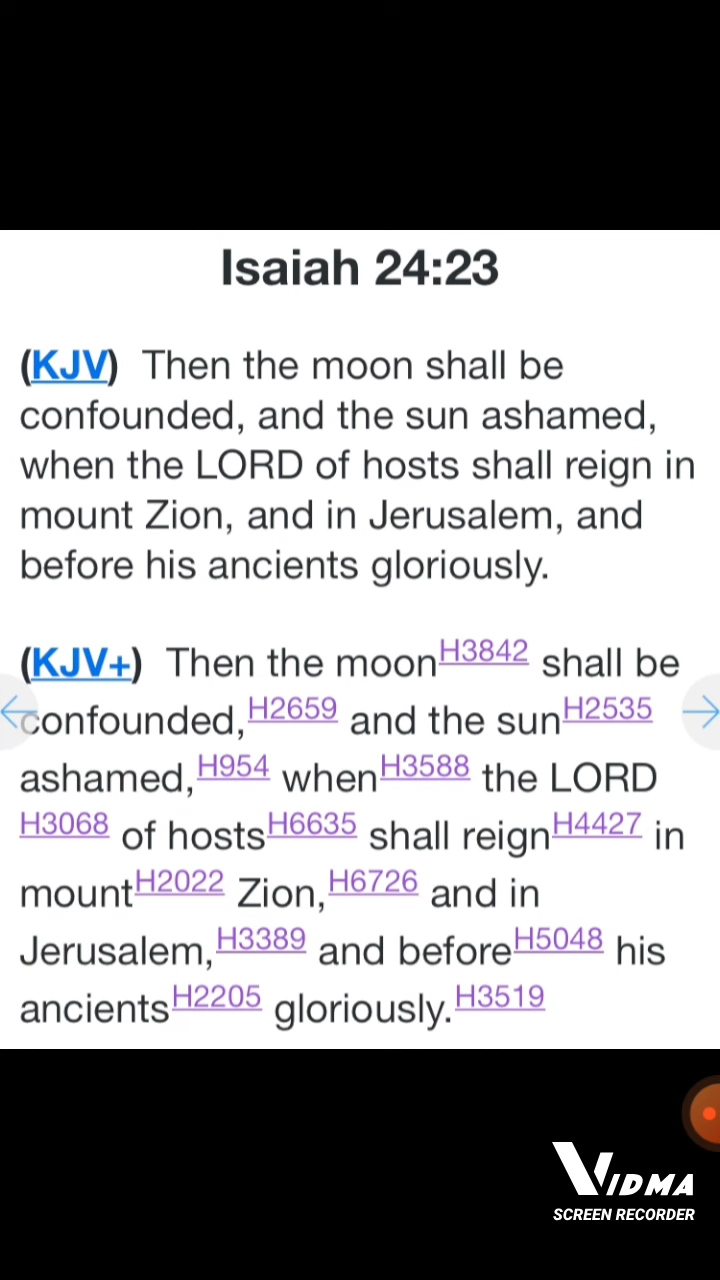 Isaiah 24:23
(KJV) Then the moon shall be
confounded, and the sun ashamed,
when the LORD of hosts shall reign in
mount Zion, and in Jerusalem, and
before his ancients gloriously.
(KJV+) Then the moonH3842 shall be
confounded,H2659 and the sunH2535
ashamed,H954 whenH3588 the LORD
H3068 of hostsH6635 shall reignH4427 in
mountH2022 Zion,H6726 and in
Jerusalem,H3389 and beforeH5048 his
ancientsH2205 gloriously.H3519
VIDMA
SCREEN RECORDER